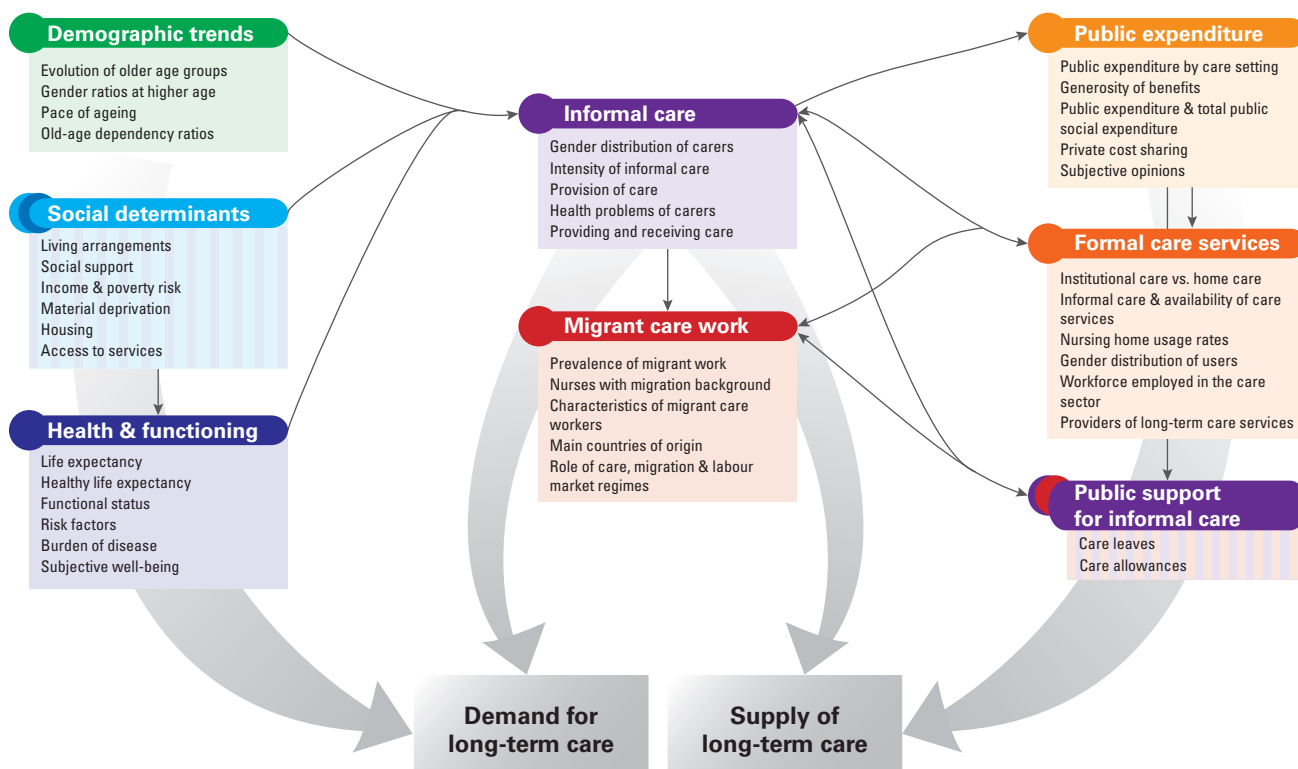 Demographic trends
Evolution of older age groups
Gender ratios at higher age
Pace of ageing
Old-age dependency ratios
Social determinants
Living arrangements
Social support
Income & poverty risk
Material deprivation
Housing
Access to services
Health & functioning
Life expectancy
Healthy life expectancy
Functional status
Risk factors
Burden of disease
Subjective well-being
Informal care
Gender distribution of carers
Intensity of informal care
Provision of care
Health problems of carers
Providing and receiving care
Migrant care work
Prevalence of migrant work
Nurses with migration background
Characteristics of migrant care
workers
Main countries of origin
Role of care, migration & labour
market regimes
Public expenditure
Public expenditure by care setting
Generosity of benefits
Public expenditure & total public
social expenditure
Private cost sharing
Subjective opinions
Formal care services
Institutional care vs. home care
Informal care & availability of care
services
Nursing home usage rates
Gender distribution of users
Workforce employed in the care
sector
Providers of long-term care services
Public support
for informal care
Care leaves
Care allowances
Demand for
long-term care
Supply of
long-term care